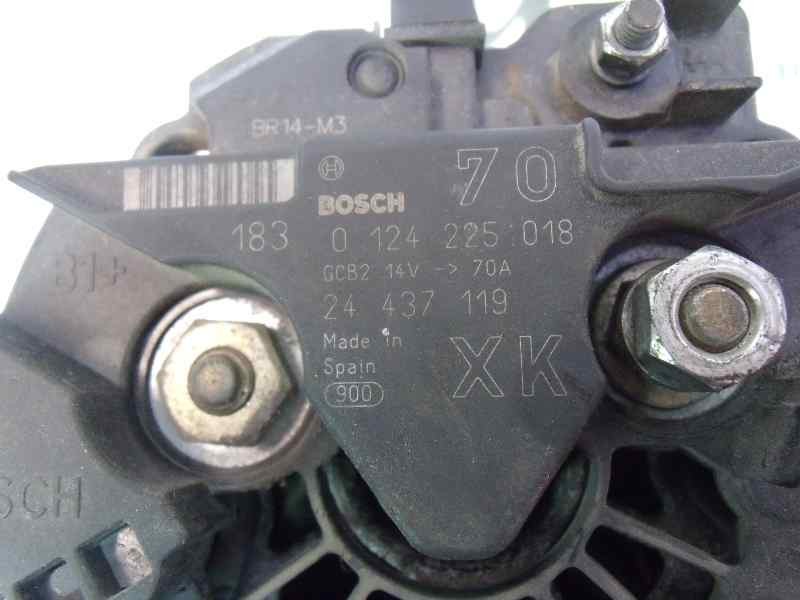 BR14-M3
70
BOSCH
183 0 124 225 018
B1+
GCB2 14V -> 70A
24 437 119
Made in
Spain
XK
900